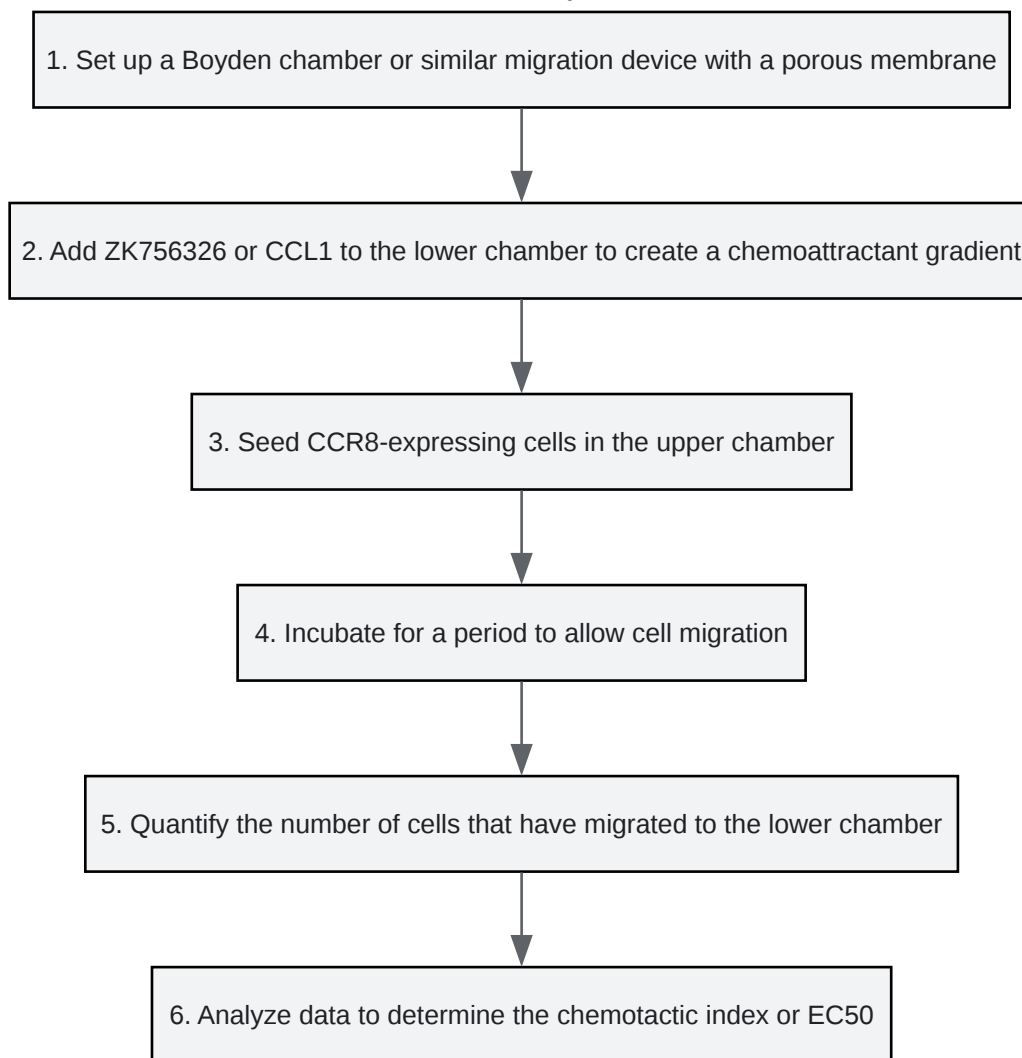 1. Set up a Boyden chamber or similar migration device with a porous membrane
2. Add ZK756326 or CCL1 to the lower chamber to create a chemoattractant gradient
3. Seed CCR8-expressing cells in the upper chamber
4. Incubate for a period to allow cell migration
5. Quantify the number of cells that have migrated to the lower chamber
6. Analyze data to determine the chemotactic index or EC50